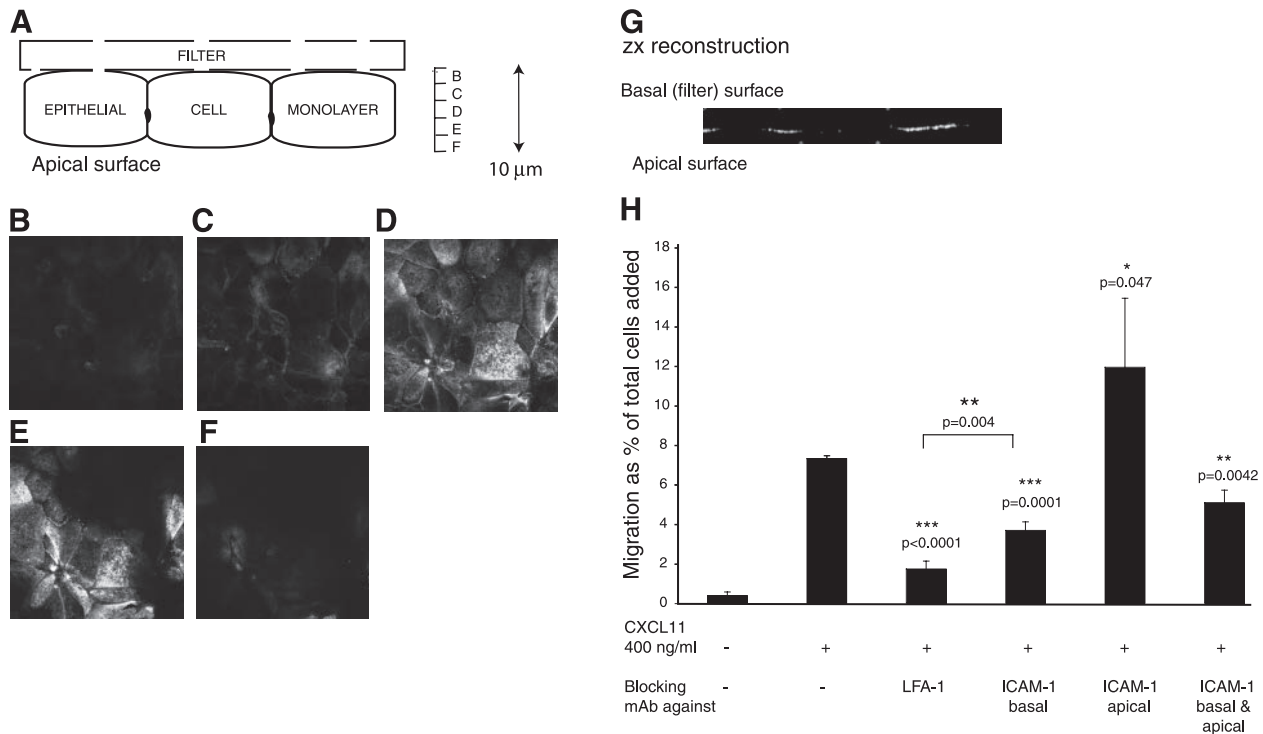 A
FILTER
EPITHELIAL
CELL
MONOLAYER
Apical surface
B
C
D
E
F
10 μm
B
C
D
E
F
G
zx reconstruction
Basal (filter) surface
Apical surface
H
Migration as % of total cells added
18
16
14
12
10
8
6
4
2
0
***
p<0.0001
**
p=0.004
***
p=0.0001
*
p=0.047
**
p=0.0042
CXCL11
400 ng/ml - + + + + +
Blocking - - LFA-1 ICAM-1 ICAM-1 ICAM-1
mAb against basal apical basal &
apical